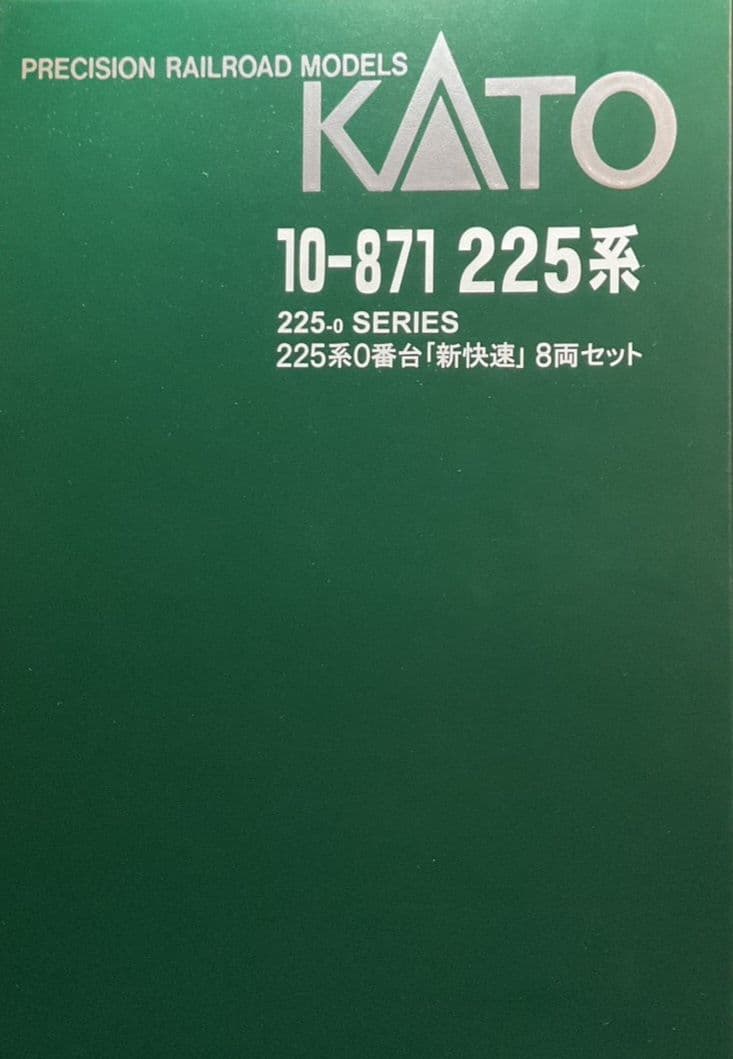 PRECISION RAILROAD MODELS
KATO
10-871 225系
225-0 SERIES
225系0番台「新快速」 8両セット